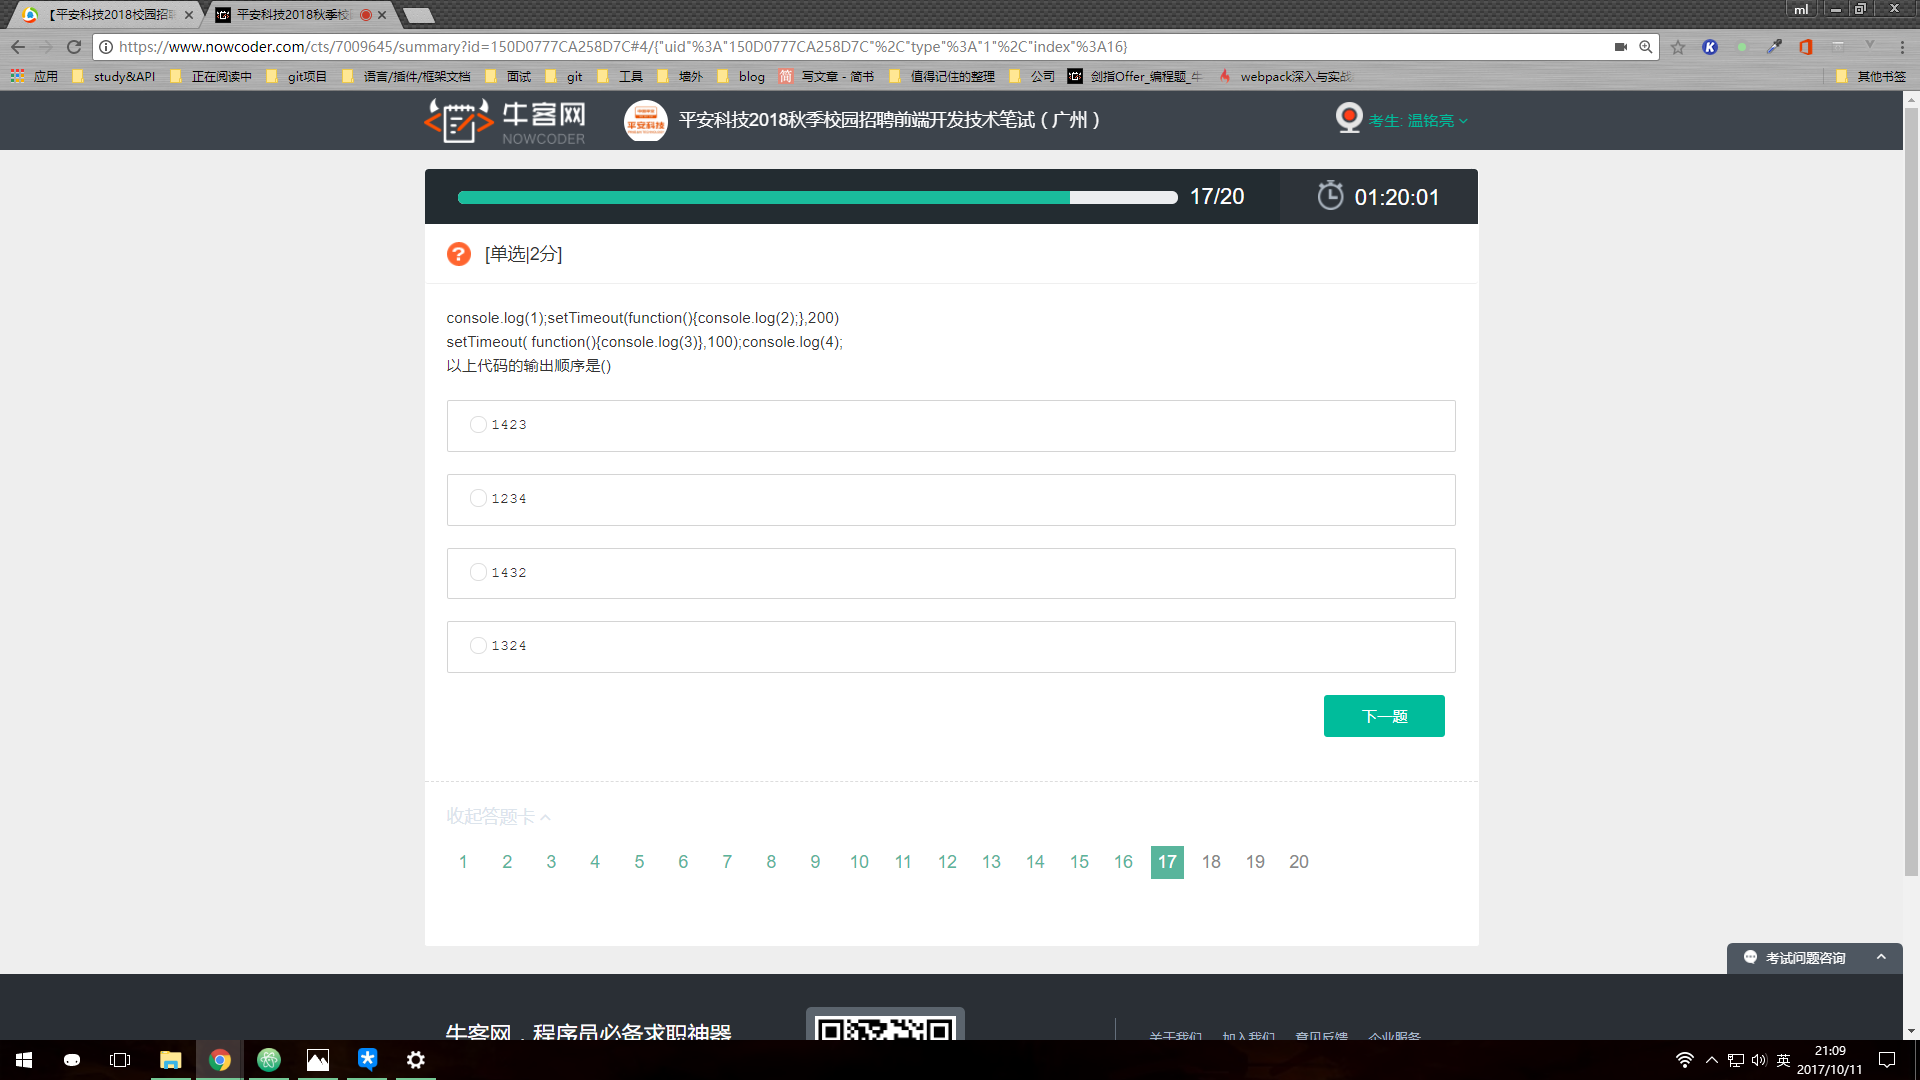 【平安科技2018校园招聘
平安科技2018秋季校
ml
https://www.nowcoder.com/cts/7009645/summary?id=150D0777CA258D7C#4/{"uid"%3A"150D0777CA258D7C"%2C"type"%3A"1"%2C"index"%3A16}
应用 study&API 正在阅读中 git项目 语言/插件/框架文档 面试 git 工具 墙外 blog 写文章 - 简书 值得记住的整理 公司 剑指Offer_编程题_牛 webpack深入与实战 其他书签
牛客网
NOWCODER
平安科技
平安科技2018秋季校园招聘前端开发技术笔试（广州）
考生: 温铭亮
17/20
01:20:01
? [单选|2分]
console.log(1);setTimeout(function(){console.log(2);},200)
setTimeout( function(){console.log(3)},100);console.log(4);
以上代码的输出顺序是()
1423
1234
1432
1324
下一题
收起答题卡
1 2 3 4 5 6 7 8 9 10 11 12 13 14 15 16 17 18 19 20
考试问题咨询
牛客网，程序员必备求职神器
关于我们 加入我们 意见反馈 企业服务
英
21:09
2017/10/11